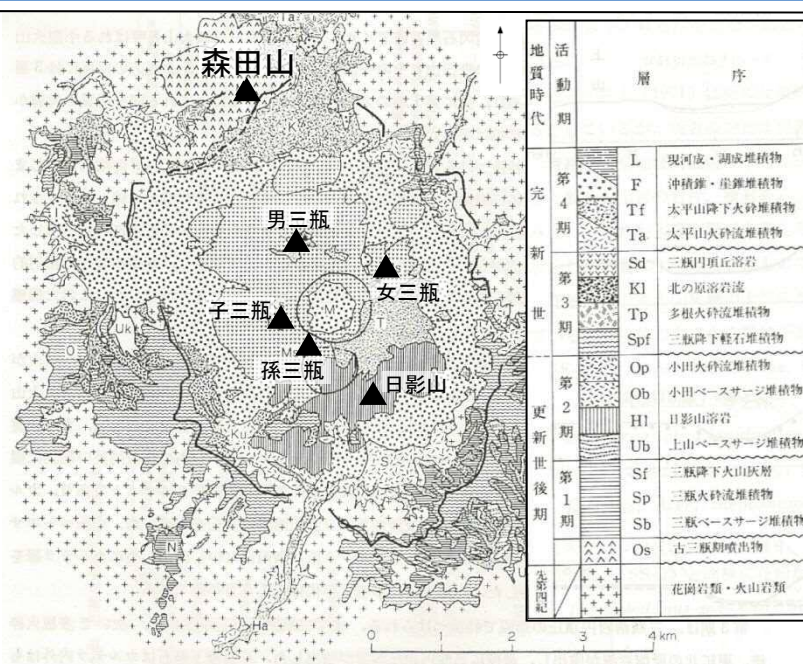 森田山
男三瓶
女三瓶
子三瓶
孫三瓶
日影山
Ta
K
Uk
O
M
T
Ku
S
N
Ha
0 1 2 3 4 km
地質時代 活動期 層序
完新世
第4期
L 現河成・湖成堆積物
F 沖積錐・崖錐堆積物
Tf 太平山降下火砕堆積物
Ta 太平山火砕流堆積物
第3期
Sd 三瓶円頂丘溶岩
Kl 北の原溶岩流
Tp 多根火砕流堆積物
Spf 三瓶降下軽石堆積物
更新世後期
第2期
Op 小田火砕流堆積物
Ob 小田ベースサージ堆積物
Hl 日影山溶岩
Ub 上山ベースサージ堆積物
第1期
Sf 三瓶降下火山灰層
Sp 三瓶火砕流堆積物
Sb 三瓶ベースサージ堆積物
Os 古三瓶期噴出物
先第四紀
花崗岩類・火山岩類